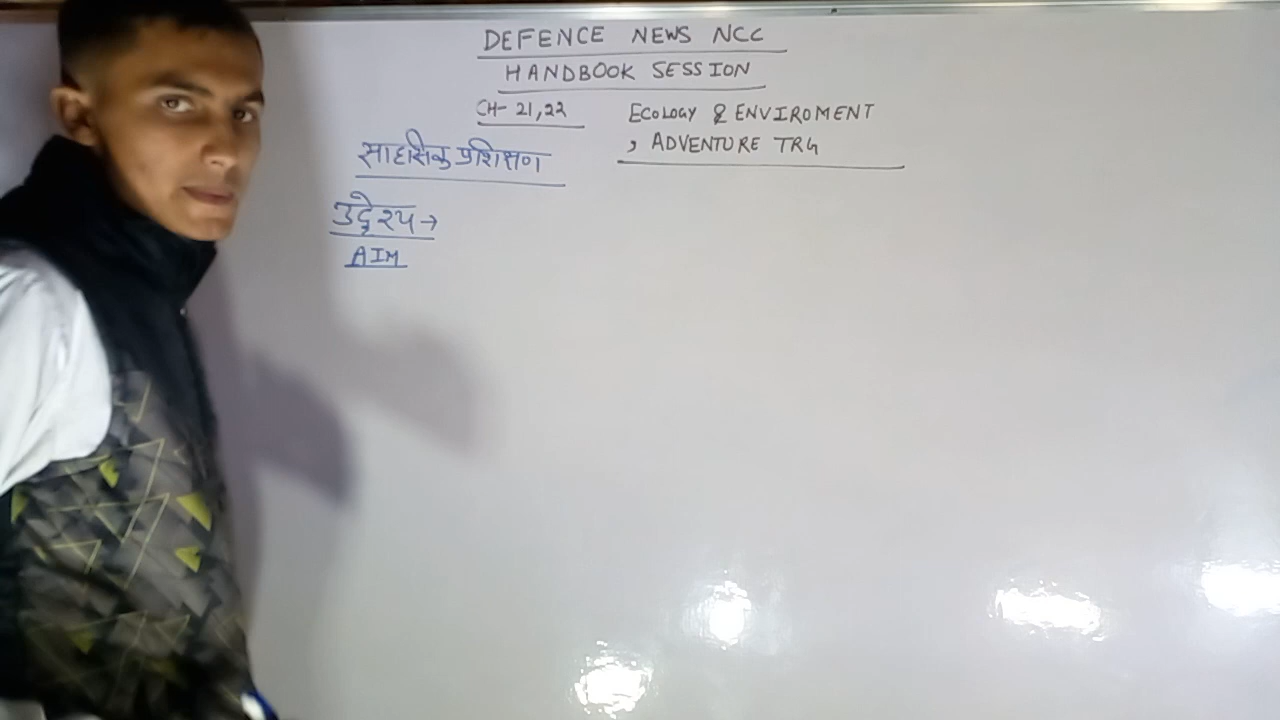 DEFENCE NEWS NCC
HANDBOOK SESSION
CH- 21,22 ECOLOGY & ENVIROMENT
, ADVENTURE TRG
साहसिक प्रशिक्षण
उद्देश्य →
AIM